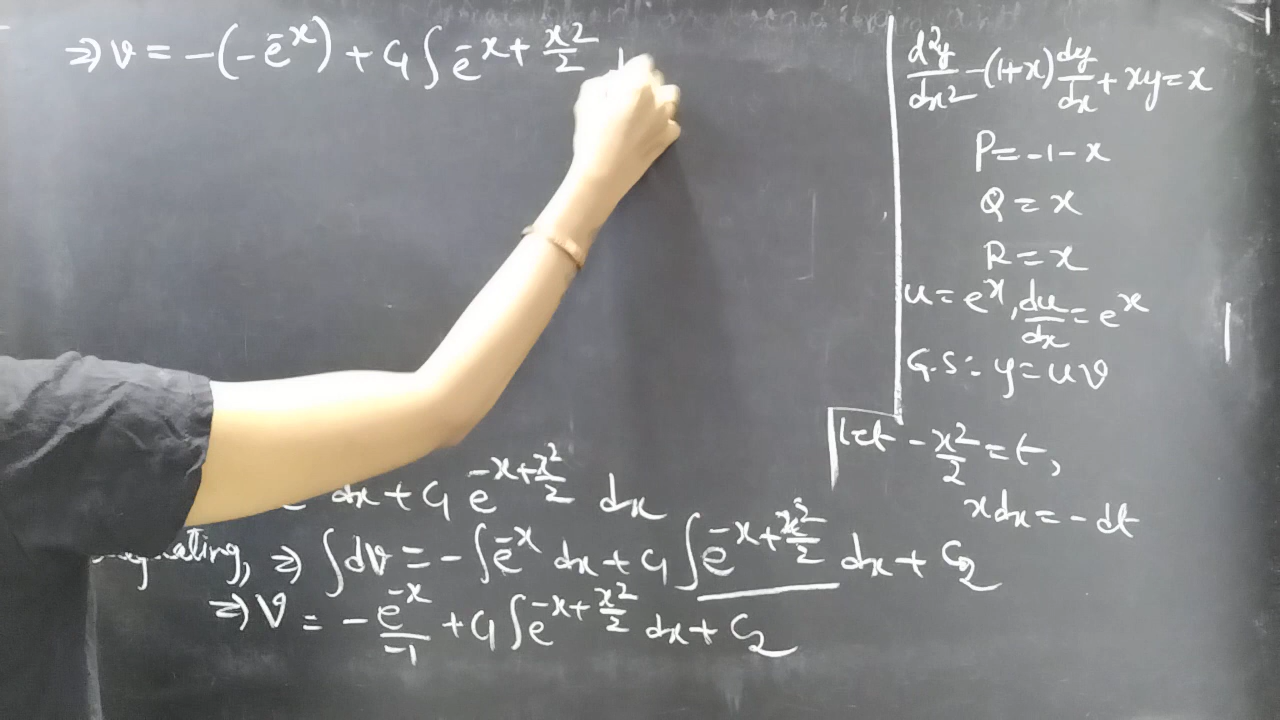 ⇒ v = -(-e^-x) + C1 ∫ e^-x + x²/2 d
dx + C1 e^-x+x²/2 dx
⇒ ∫dv = -∫e^-x dx + C1 ∫e^-x+x²/2 dx + C2
⇒ v = - e^-x/-1 + C1 ∫e^-x+x²/2 dx + C2
d²y/dx² - (1+x) dy/dx + xy = x
P = -1-x
Q = x
R = x
u = e^x, du/dx = e^x
G.S: y = uv
let - x²/2 = t,
x dx = - dt